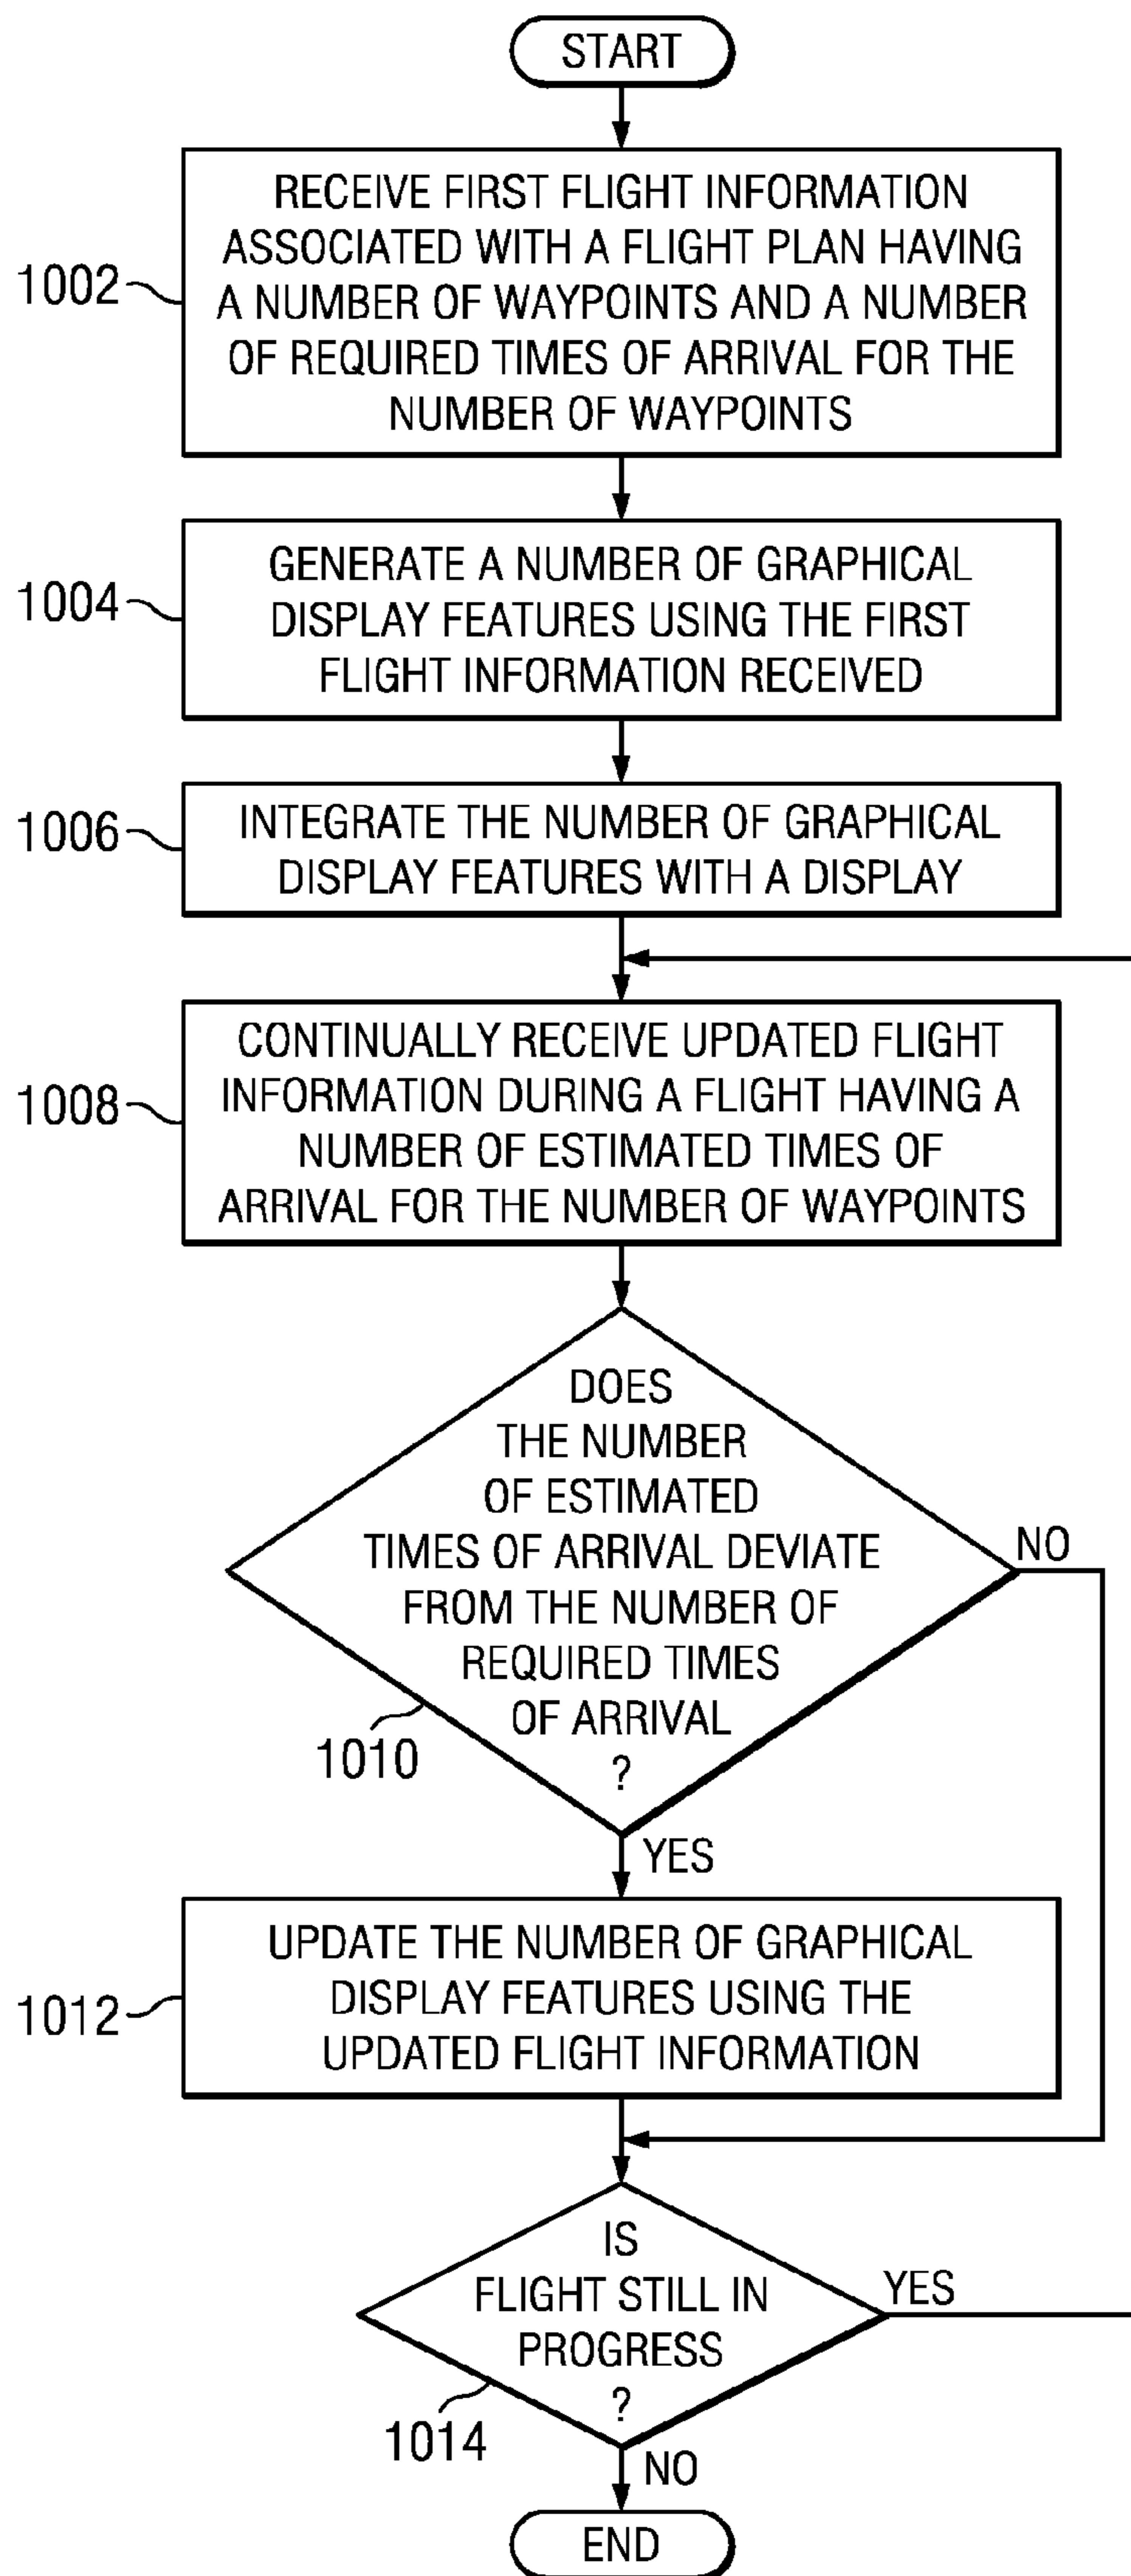 START
RECEIVE FIRST FLIGHT INFORMATION
ASSOCIATED WITH A FLIGHT PLAN HAVING
A NUMBER OF WAYPOINTS AND A NUMBER
OF REQUIRED TIMES OF ARRIVAL FOR THE
NUMBER OF WAYPOINTS
1002
GENERATE A NUMBER OF GRAPHICAL
DISPLAY FEATURES USING THE FIRST
FLIGHT INFORMATION RECEIVED
1004
INTEGRATE THE NUMBER OF GRAPHICAL
DISPLAY FEATURES WITH A DISPLAY
1006
CONTINUALLY RECEIVE UPDATED FLIGHT
INFORMATION DURING A FLIGHT HAVING A
NUMBER OF ESTIMATED TIMES OF
ARRIVAL FOR THE NUMBER OF WAYPOINTS
1008
DOES
THE NUMBER
OF ESTIMATED
TIMES OF ARRIVAL DEVIATE
FROM THE NUMBER OF
REQUIRED TIMES
OF ARRIVAL
?
NO
1010
YES
UPDATE THE NUMBER OF GRAPHICAL
DISPLAY FEATURES USING THE
UPDATED FLIGHT INFORMATION
1012
IS
FLIGHT STILL IN
PROGRESS
?
YES
1014
NO
END